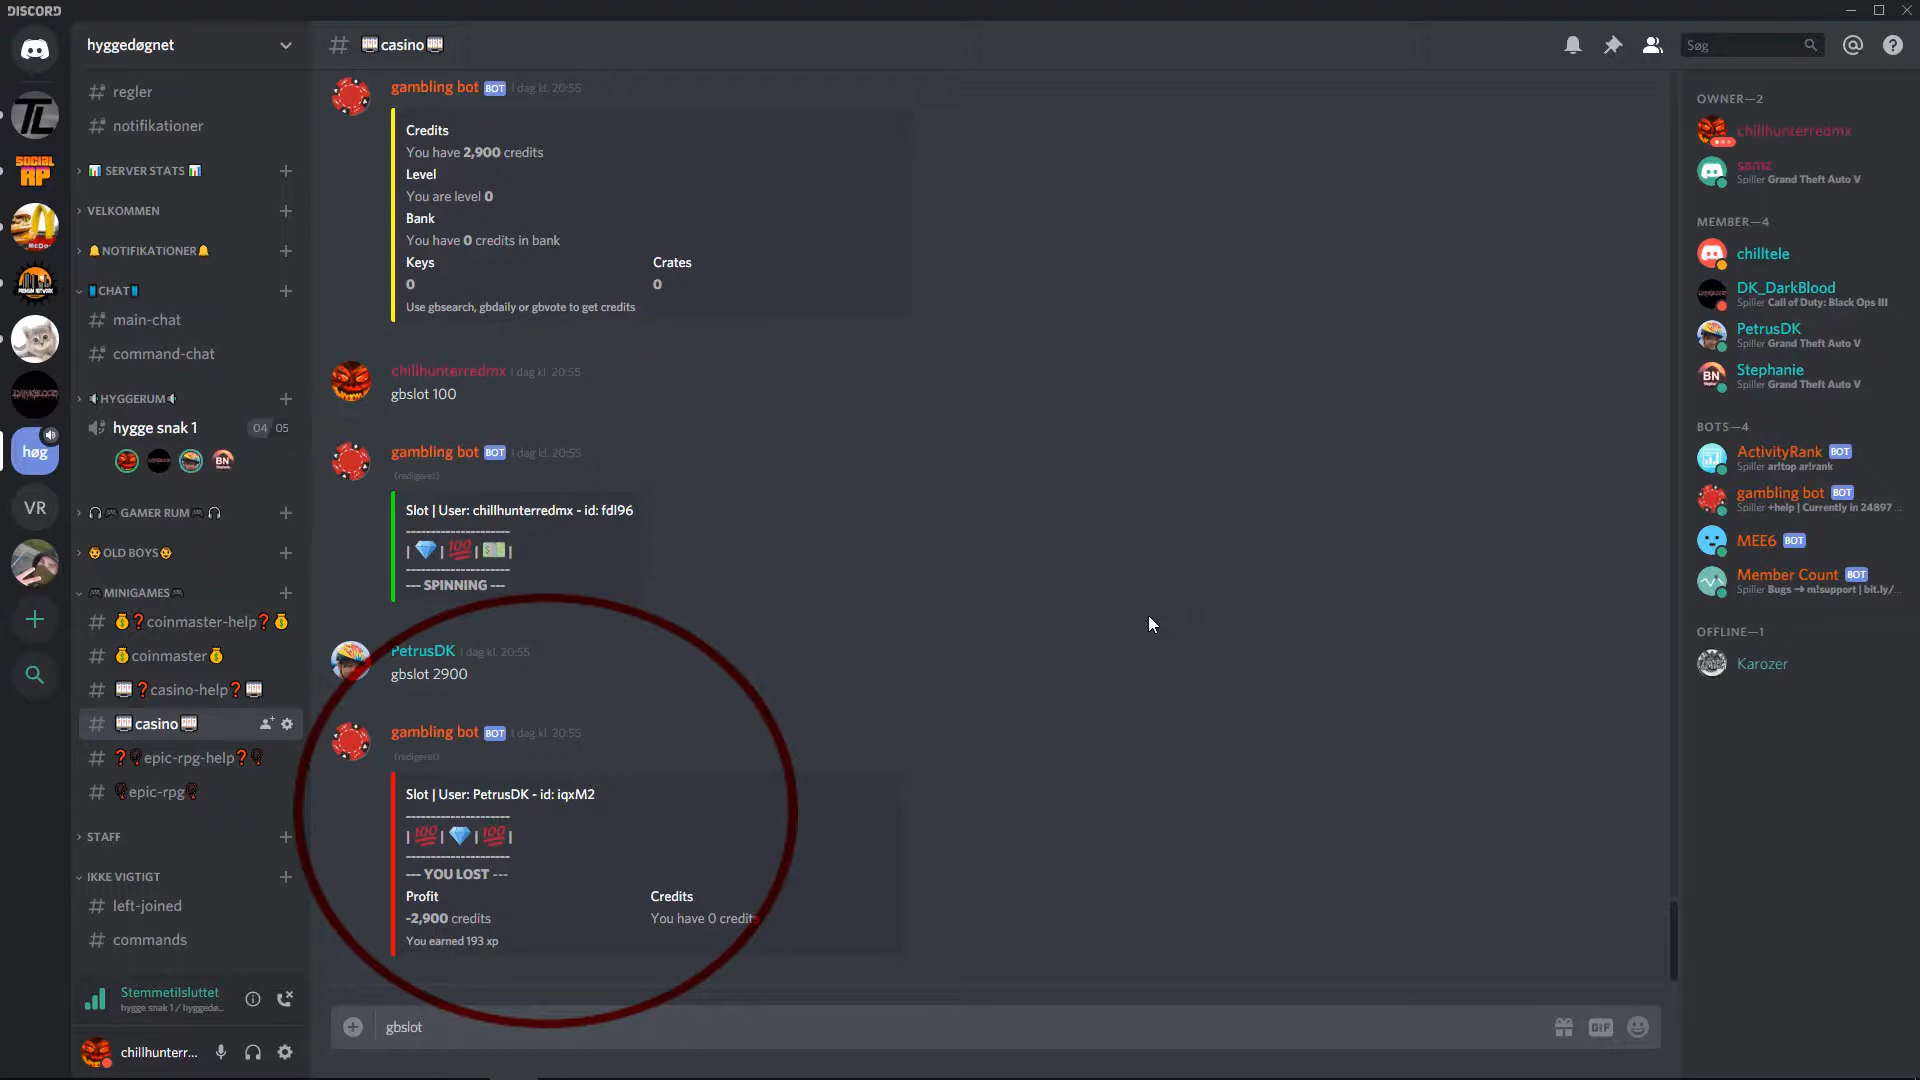 DISCORD
hyggedøgnet
casino
Søg
regler
notifikationer
SERVER STATS
VELKOMMEN
NOTIFIKATIONER
CHAT
main-chat
command-chat
HYGGERUM
hygge snak 1
04 05
GAMER RUM
OLD BOYS
MINIGAMES
coinmaster-help
coinmaster
casino-help
casino
epic-rpg-help
epic-rpg
STAFF
IKKE VIGTIGT
left-joined
commands
Stemmetilsluttet
hygge snak 1 / hyggedø...
chillhunterr...
TL
SOCIAL RP
høg
VR
BN
gambling bot BOT I dag kl. 20:55
Credits
You have 2,900 credits
Level
You are level 0
Bank
You have 0 credits in bank
Keys Crates
0 0
Use gbsearch, gbdaily or gbvote to get credits
chillhunterredmx I dag kl. 20:55
gbslot 100
gambling bot BOT I dag kl. 20:55
(redigeret)
Slot | User: chillhunterredmx - id: fdl96
---------------------
| 💎 | 💯 | 💵 |
---------------------
--- SPINNING ---
PetrusDK I dag kl. 20:55
gbslot 2900
gambling bot BOT I dag kl. 20:55
(redigeret)
Slot | User: PetrusDK - id: iqxM2
---------------------
| 💯 | 💎 | 💯 |
---------------------
--- YOU LOST ---
Profit Credits
-2,900 credits You have 0 credits
You earned 193 xp
gbslot
GIF
OWNER—2
chillhunterredmx
samz
Spiller Grand Theft Auto V
MEMBER—4
chilltele
DK_DarkBlood
Spiller Call of Duty: Black Ops III
PetrusDK
Spiller Grand Theft Auto V
Stephanie
Spiller Grand Theft Auto V
BN
BOTS—4
ActivityRank BOT
Spiller ar!top ar!rank
gambling bot BOT
Spiller +help | Currently in 24897 ...
MEE6 BOT
Member Count BOT
Spiller Bugs ➜ m!support | bit.ly/...
OFFLINE—1
Karozer